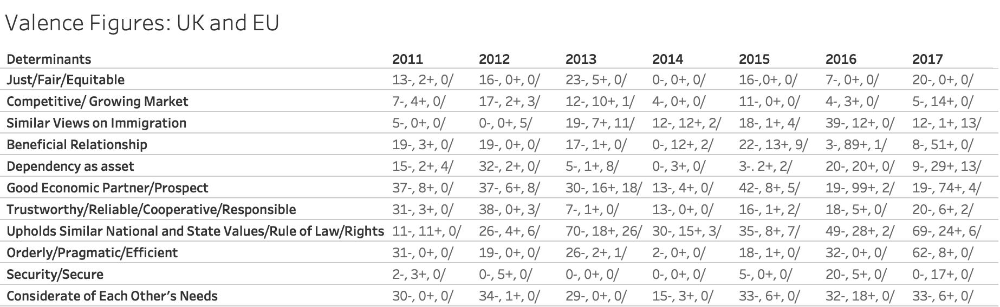 Valence Figures: UK and EU
Determinants 2011 2012 2013 2014 2015 2016 2017
Just/Fair/Equitable 13-, 2+, 0/ 16-, 0+, 0/ 23-, 5+, 0/ 0-, 0+, 0/ 16-,0+, 0/ 7-, 0+, 0/ 20-, 0+, 0/
Competitive/ Growing Market 7-, 4+, 0/ 17-, 2+, 3/ 12-, 10+, 1/ 4-, 0+, 0/ 11-, 0+, 0/ 4-, 3+, 0/ 5-, 14+, 0/
Similar Views on Immigration 5-, 0+, 0/ 0-, 0+, 5/ 19-, 7+, 11/ 12-, 12+, 2/ 18-, 1+, 4/ 39-, 12+, 0/ 12-, 1+, 13/
Beneficial Relationship 19-, 3+, 0/ 19-, 0+, 0/ 17-, 1+, 0/ 0-, 12+, 2/ 22-, 13+, 9/ 3-, 89+, 1/ 8-, 51+, 0/
Dependency as asset 15-, 2+, 4/ 32-, 2+, 0/ 5-, 1+, 8/ 0-, 3+, 0/ 3-. 2+, 2/ 20-, 20+, 0/ 9-, 29+, 13/
Good Economic Partner/Prospect 37-, 8+, 0/ 37-, 6+, 8/ 30-, 16+, 18/ 13-, 4+, 0/ 42-, 8+, 5/ 19-, 99+, 2/ 19-, 74+, 4/
Trustworthy/Reliable/Cooperative/Responsible 31-, 3+, 0/ 38-, 0+, 3/ 7-, 1+, 0/ 13-, 0+, 0/ 16-, 1+, 2/ 18-, 5+, 0/ 20-, 6+, 2/
Upholds Similar National and State Values/Rule of Law/Rights 11-, 11+, 0/ 26-, 4+, 6/ 70-, 18+, 26/ 30-, 15+, 3/ 35-, 8+, 7/ 49-, 28+, 2/ 69-, 24+, 6/
Orderly/Pragmatic/Efficient 31-, 0+, 0/ 19-, 0+, 0/ 26-, 2+, 1/ 2-, 0+, 0/ 18-, 1+, 0/ 32-, 0+, 0/ 62-, 8+, 0/
Security/Secure 2-, 3+, 0/ 0-, 5+, 0/ 0-, 0+, 0/ 0-, 0+, 0/ 5-, 0+, 0/ 20-, 5+, 0/ 0-, 17+, 0/
Considerate of Each Other’s Needs 30-, 0+, 0/ 34-, 1+, 0/ 29-, 0+, 0/ 15-, 3+, 0/ 33-, 6+, 0/ 32-, 18+, 0/ 33-, 6+, 0/